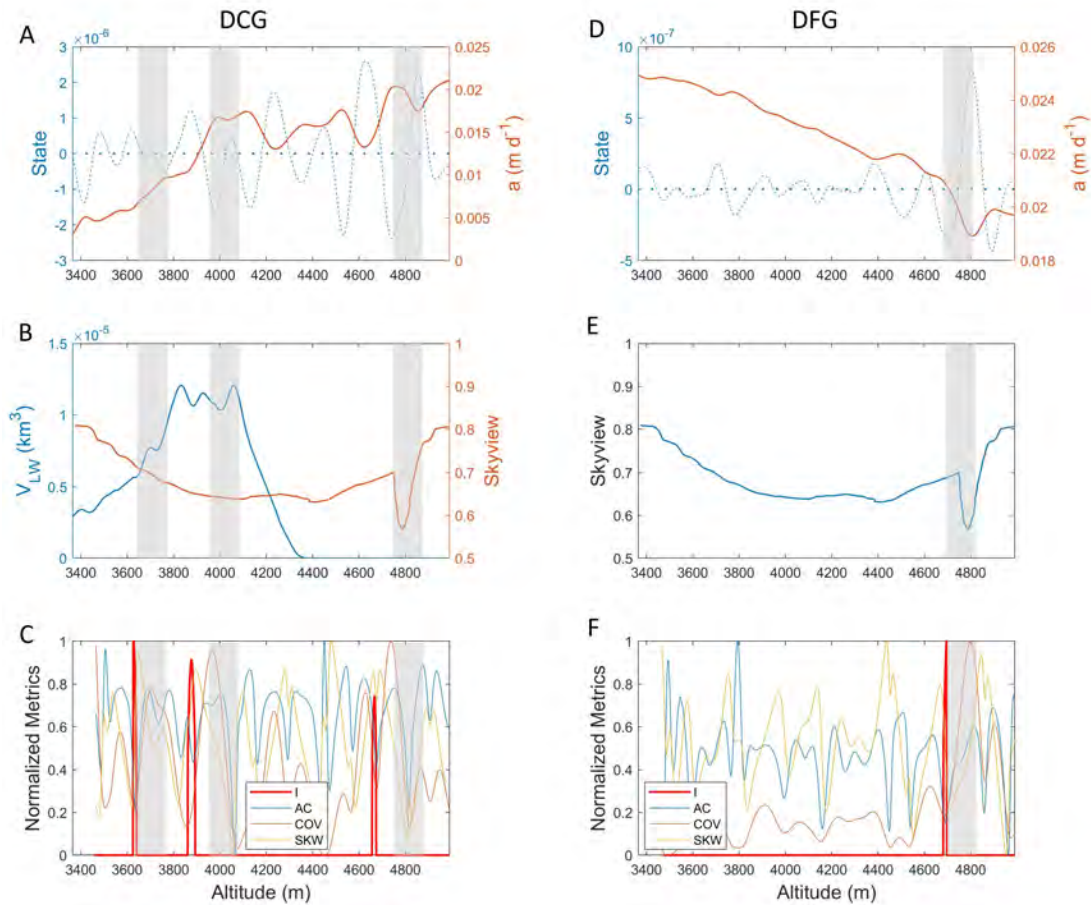 DCG
DFG
A
×10⁻⁶
3
2
1
0
-1
-2
-3
State
0.025
0.02
0.015
0.01
0.005
0
a (m d⁻¹)
3400 3600 3800 4000 4200 4400 4600 4800
D
10 ×10⁻⁷
5
0
-5
State
0.026
0.024
0.022
0.02
0.018
a (m d⁻¹)
3400 3600 3800 4000 4200 4400 4600 4800
B
×10⁻⁵
1.5
1
0.5
0
V_LW (km³)
1
0.9
0.8
0.7
0.6
0.5
Skyview
3400 3600 3800 4000 4200 4400 4600 4800
E
1
0.9
0.8
0.7
0.6
0.5
Skyview
3400 3600 3800 4000 4200 4400 4600 4800
C
1
0.8
0.6
0.4
0.2
0
Normalized Metrics
I
AC
COV
SKW
3400 3600 3800 4000 4200 4400 4600 4800
Altitude (m)
F
1
0.8
0.6
0.4
0.2
0
Normalized Metrics
I
AC
COV
SKW
3400 3600 3800 4000 4200 4400 4600 4800
Altitude (m)